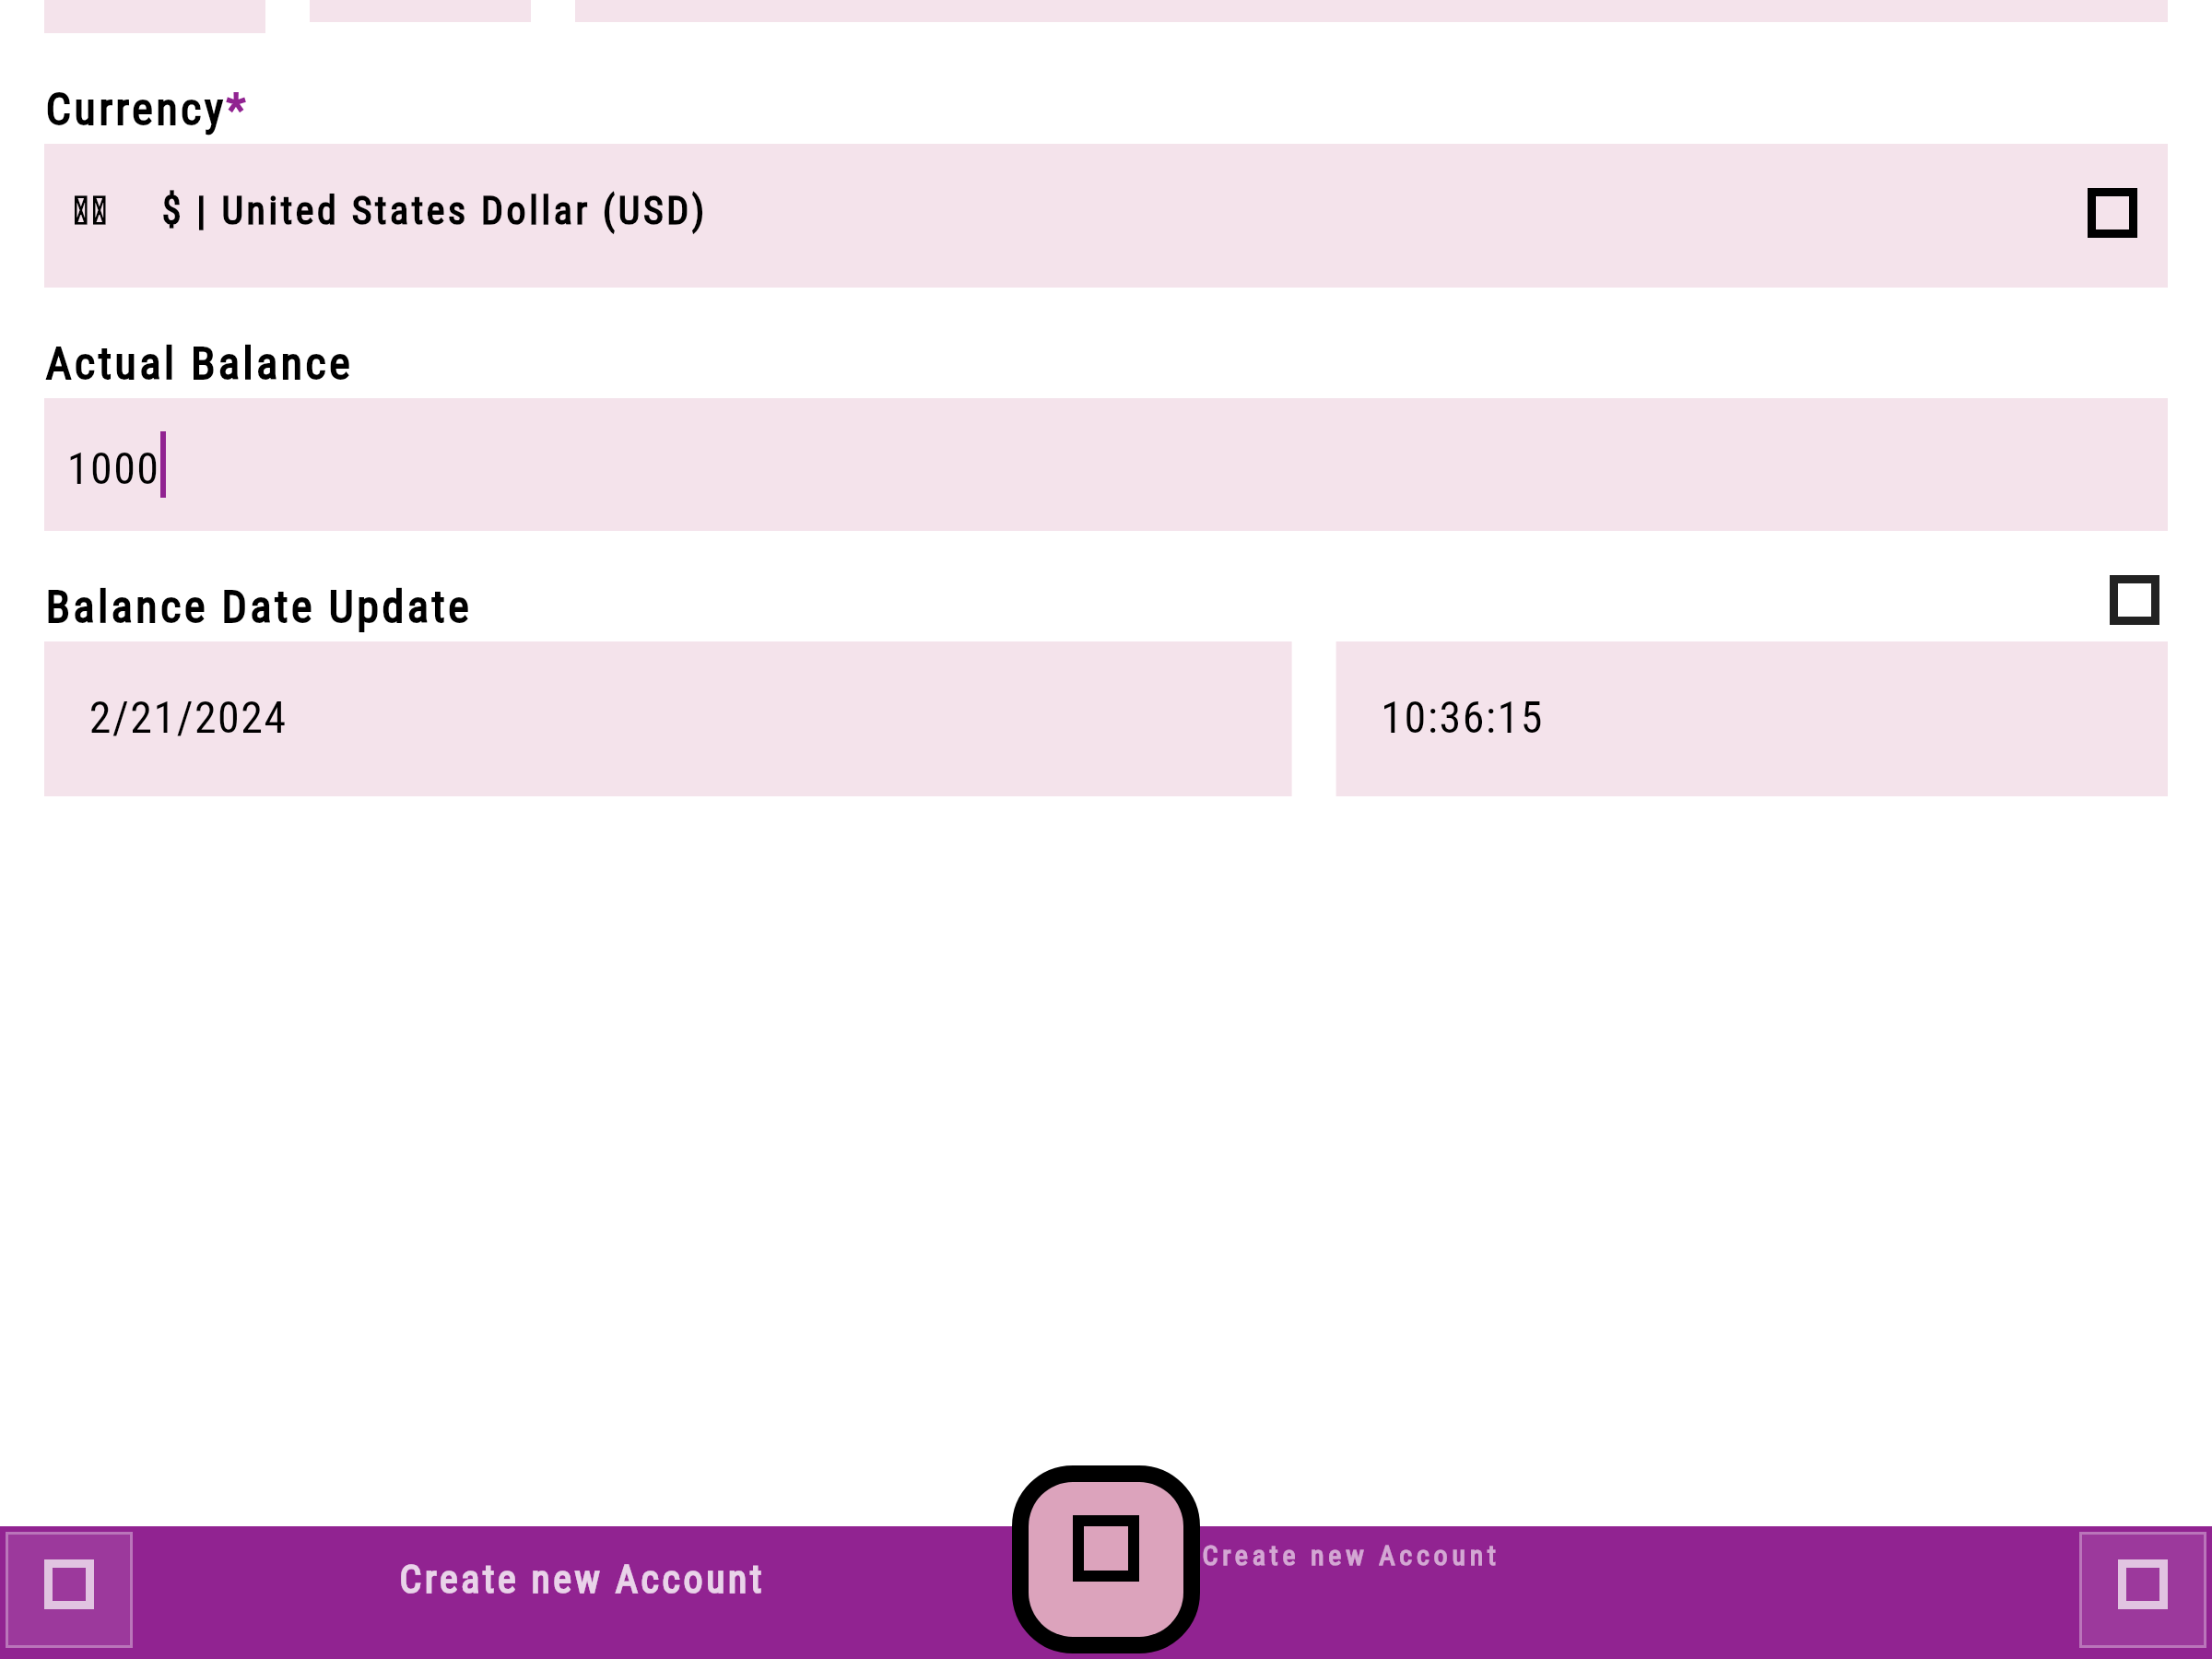 Currency*
$ | United States Dollar (USD)
Actual Balance
1000
Balance Date Update
2/21/2024
10:36:15
Create new Account
Create new Account